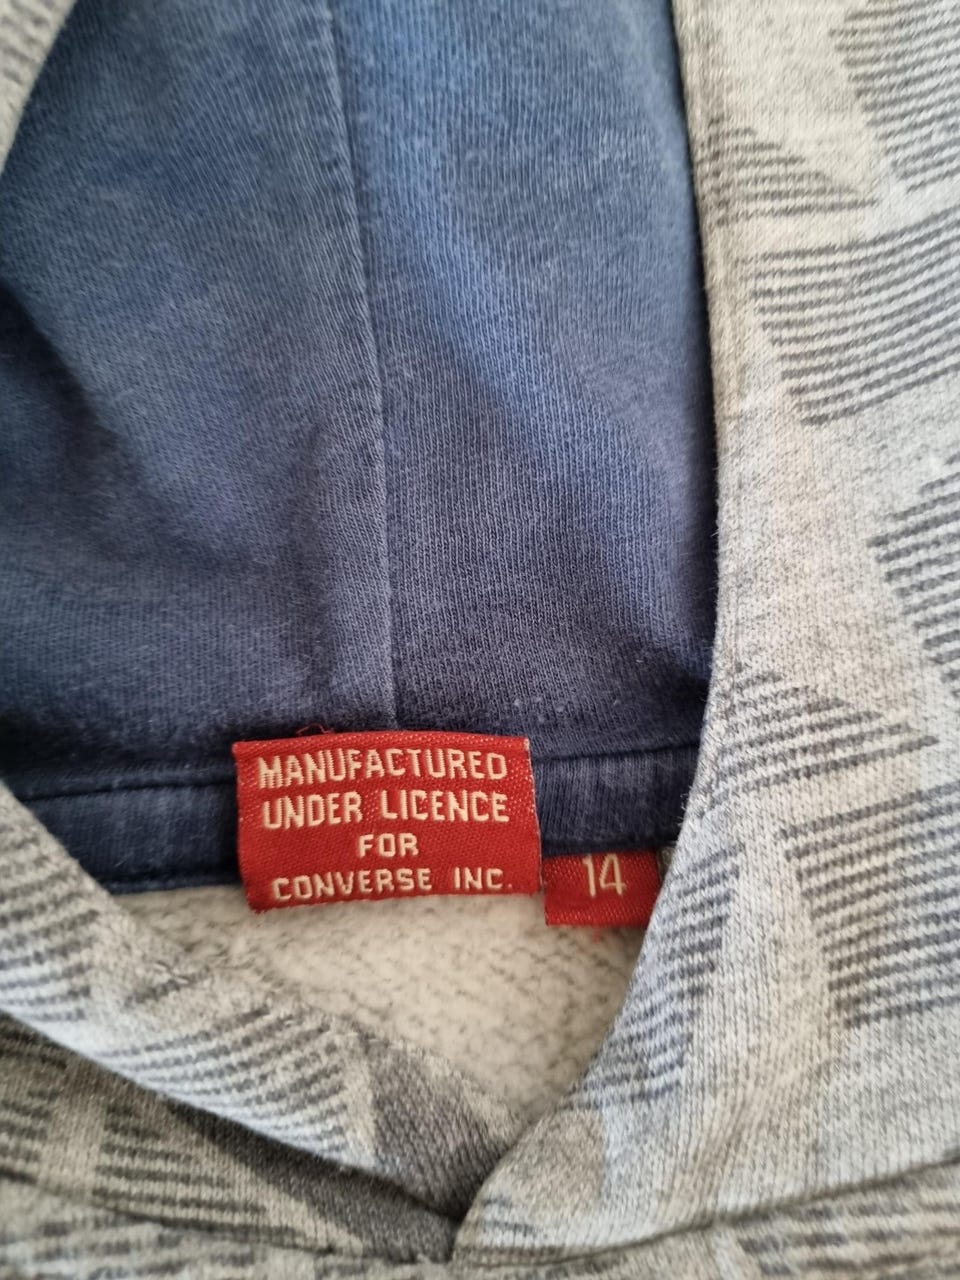 MANUFACTURED
UNDER LICENCE
FOR
CONVERSE INC.
14